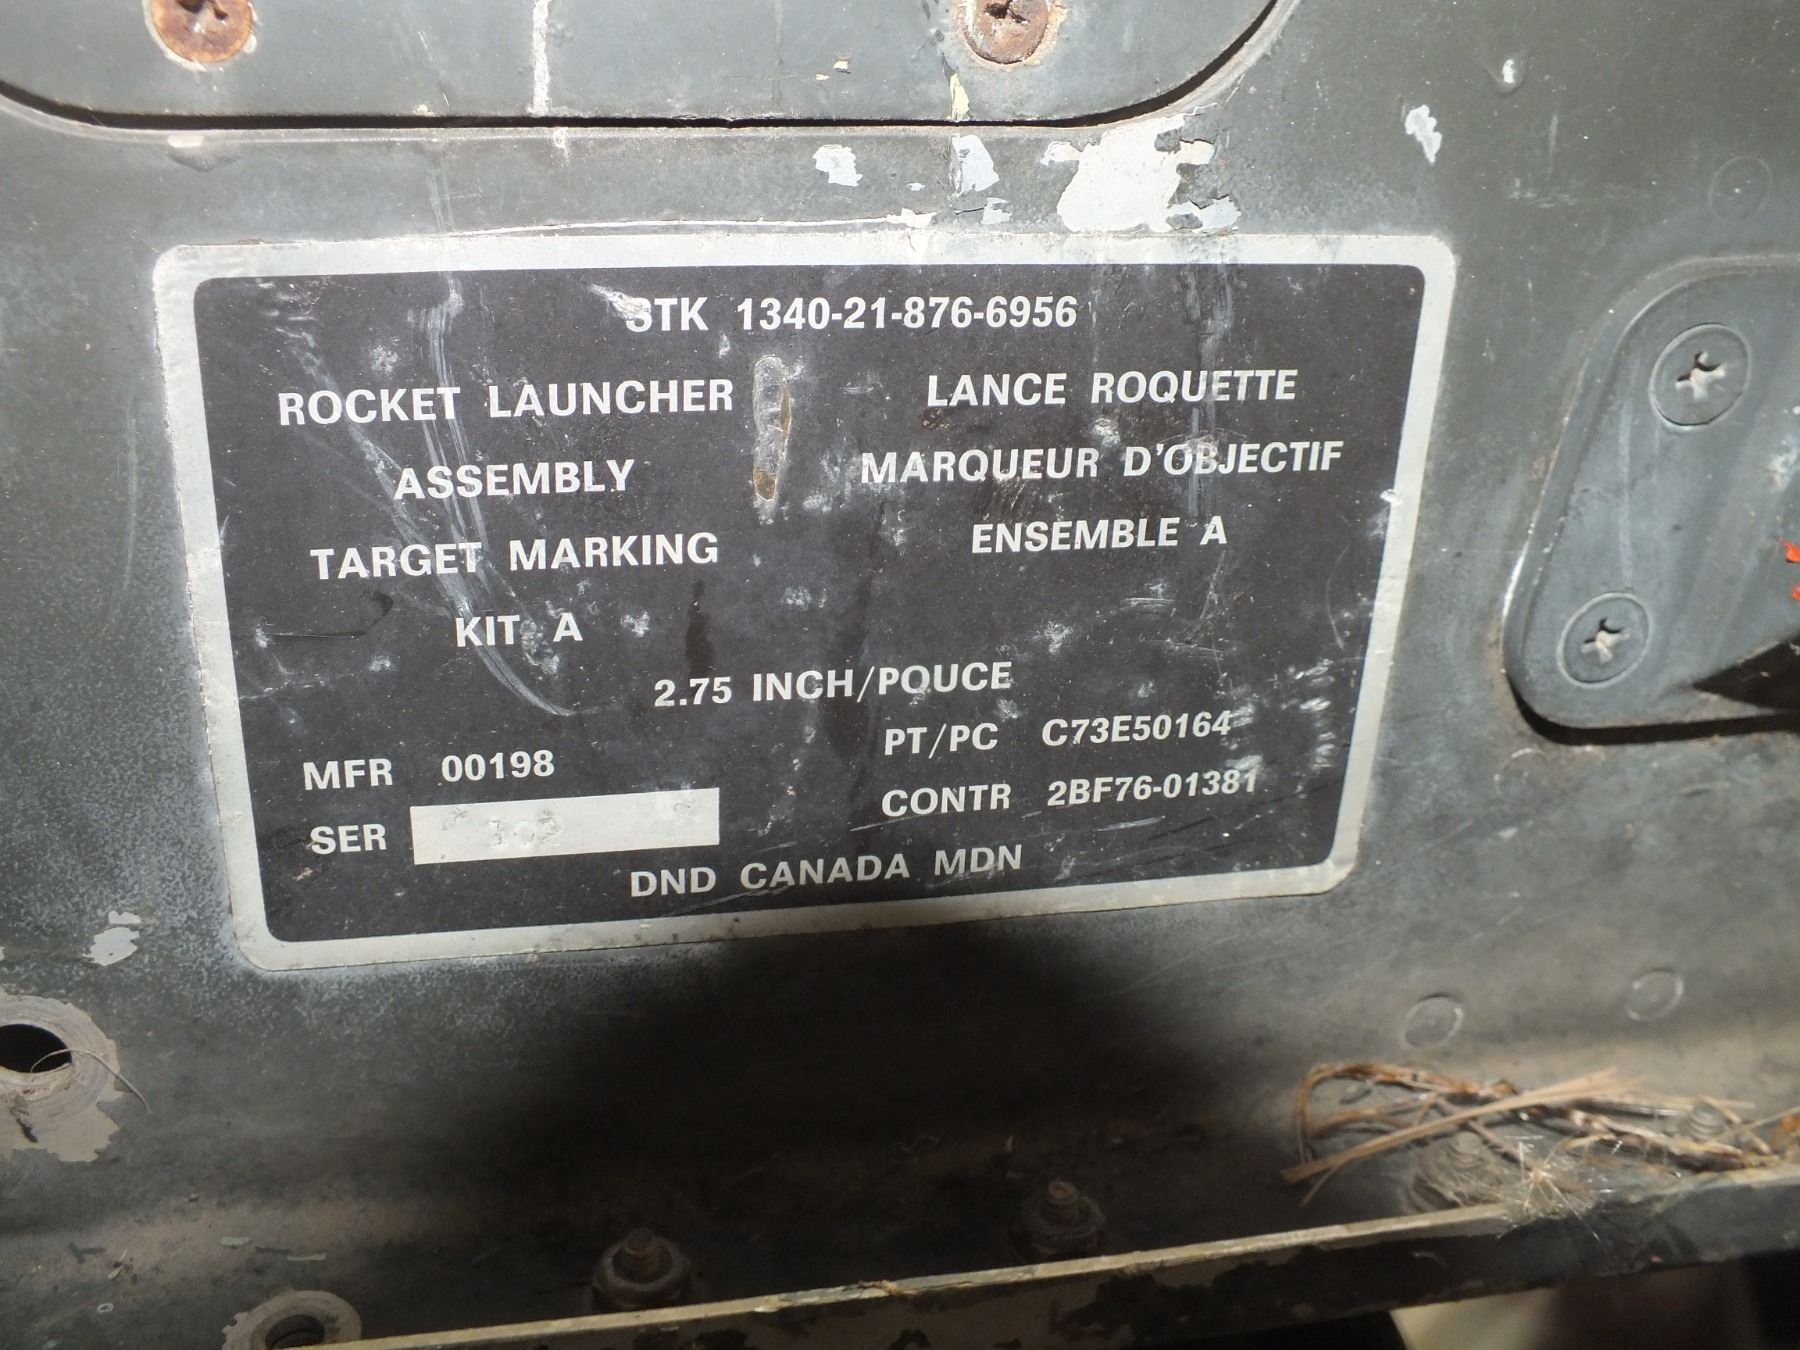 STK 1340-21-876-6956
ROCKET LAUNCHER
ASSEMBLY
TARGET MARKING
KIT A
LANCE ROQUETTE
MARQUEUR D'OBJECTIF
ENSEMBLE A
2.75 INCH/POUCE
MFR 00198
PT/PC C73E50164
SER
CONTR 2BF76-01381
DND CANADA MDN